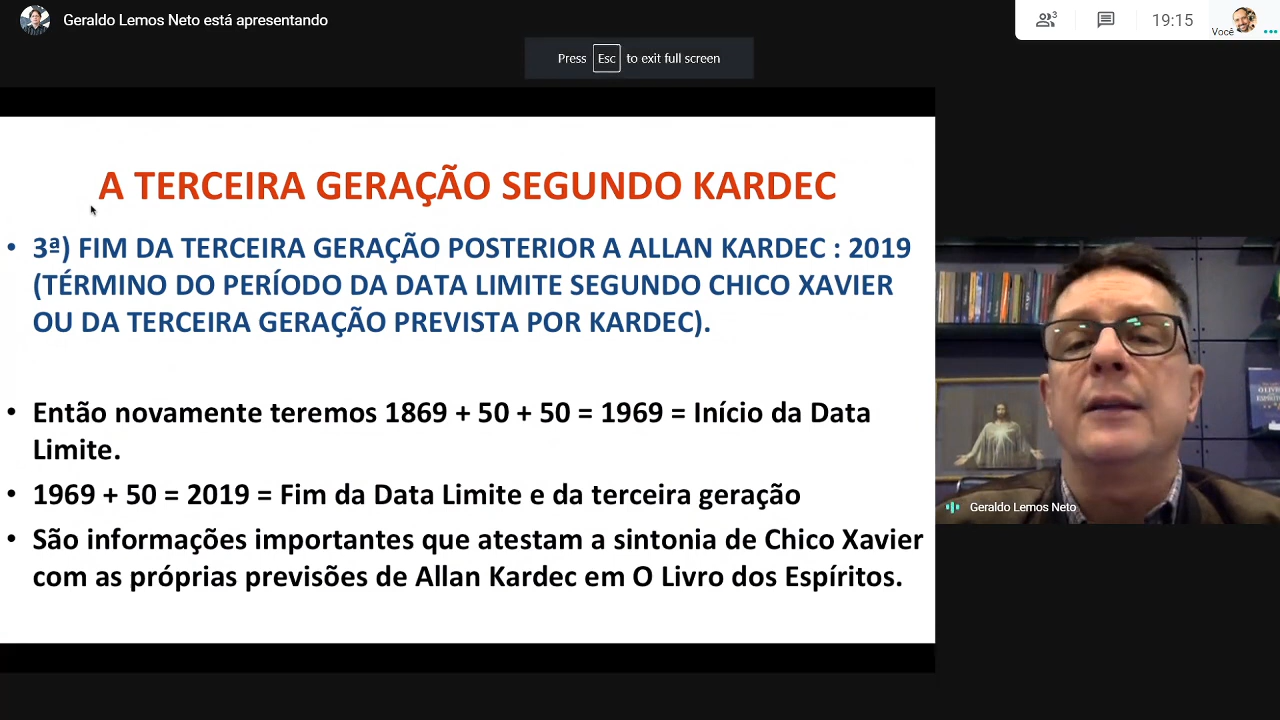 Geraldo Lemos Neto está apresentando
3
19:15
Você
Press Esc to exit full screen
A TERCEIRA GERAÇÃO SEGUNDO KARDEC
• 3ª) FIM DA TERCEIRA GERAÇÃO POSTERIOR A ALLAN KARDEC : 2019
(TÉRMINO DO PERÍODO DA DATA LIMITE SEGUNDO CHICO XAVIER
OU DA TERCEIRA GERAÇÃO PREVISTA POR KARDEC).
• Então novamente teremos 1869 + 50 + 50 = 1969 = Início da Data
Limite.
• 1969 + 50 = 2019 = Fim da Data Limite e da terceira geração
• São informações importantes que atestam a sintonia de Chico Xavier
com as próprias previsões de Allan Kardec em O Livro dos Espíritos.
O LIVRO
Geraldo Lemos Neto